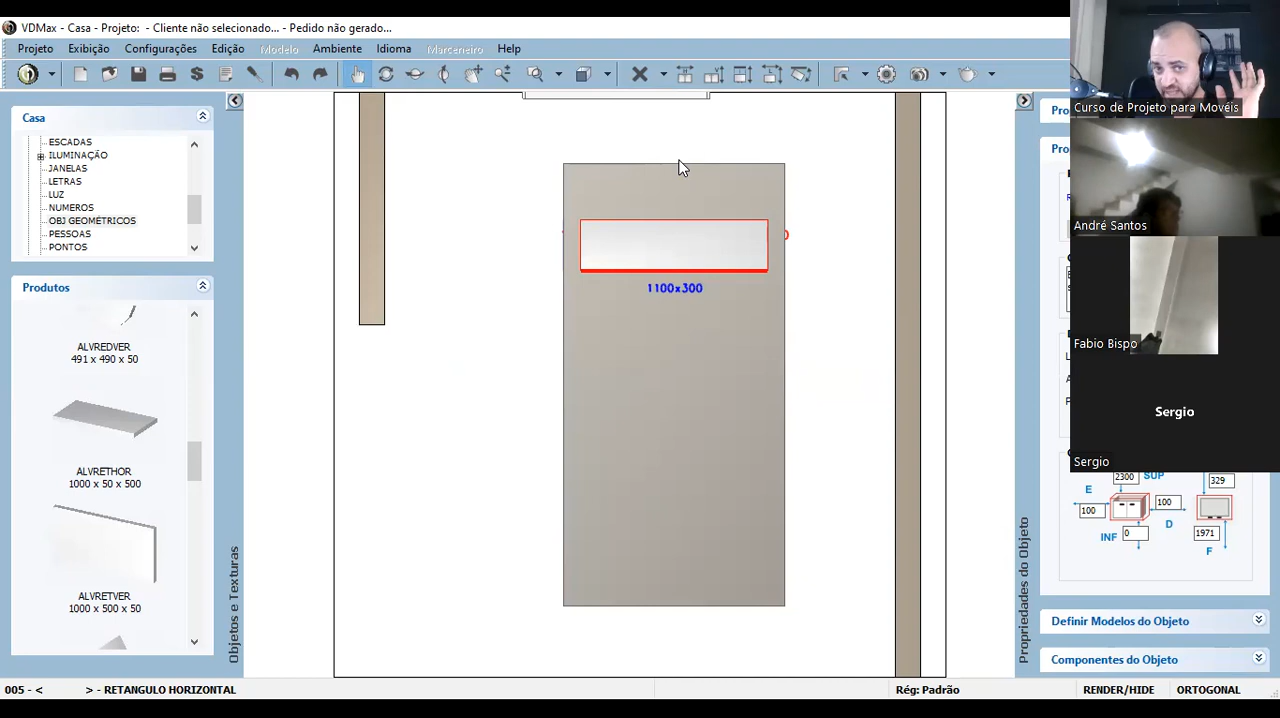 VDMax - Casa - Projeto:  - Cliente não selecionado... - Pedido não gerado...
Projeto Exibição Configurações Edição Modelo Ambiente Idioma Marceneiro Help
Casa
ESCADAS
ILUMINAÇÃO
JANELAS
LETRAS
LUZ
NUMEROS
OBJ GEOMÉTRICOS
PESSOAS
PONTOS
Produtos
ALVREDVER
491 x 490 x 50
ALVRETHOR
1000 x 50 x 500
ALVRETVER
1000 x 500 x 50
Objetos e Texturas
1100x300
Propriedades do Objeto
Curso de Projeto para Movéis
André Santos
Fabio Bispo
Sergio
Sergio
2300 SUP 329
E
100 100
D
INF 0 1971
F
Definir Modelos do Objeto
Componentes do Objeto
005 - < > - RETANGULO HORIZONTAL
Rég: Padrão
RENDER/HIDE
ORTOGONAL